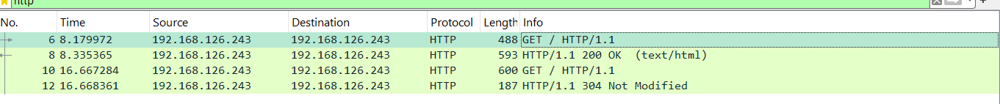 http
No. Time Source Destination Protocol Length Info
6 8.179972 192.168.126.243 192.168.126.243 HTTP 488 GET / HTTP/1.1
8 8.335365 192.168.126.243 192.168.126.243 HTTP 593 HTTP/1.1 200 OK (text/html)
10 16.667284 192.168.126.243 192.168.126.243 HTTP 600 GET / HTTP/1.1
12 16.668361 192.168.126.243 192.168.126.243 HTTP 187 HTTP/1.1 304 Not Modified